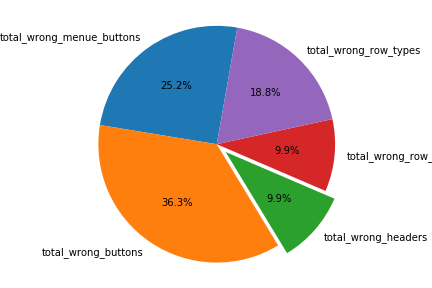 total_wrong_menue_buttons
total_wrong_row_types
25.2%
18.8%
9.9%
total_wrong_row_
36.3%
9.9%
total_wrong_headers
total_wrong_buttons